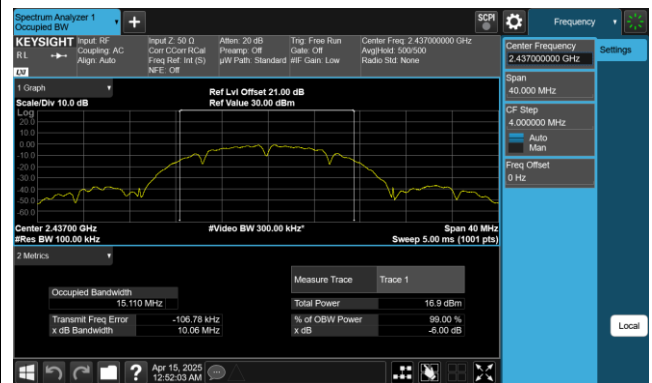 Spectrum Analyzer 1
Occupied BW
SCPI
Frequency
KEYSIGHT
RL
LXI
Input: RF
Coupling: AC
Align: Auto
Input Z: 50 Ω
Corr CCorr RCal
Freq Ref: Int (S)
NFE: Off
Atten: 20 dB
Preamp: Off
µW Path: Standard
Trig: Free Run
Gate: Off
#IF Gain: Low
Center Freq: 2.437000000 GHz
Avg|Hold: 500/500
Radio Std: None
Center Frequency
2.437000000 GHz
Settings
Span
40.000 MHz
CF Step
4.000000 MHz
Auto
Man
Freq Offset
0 Hz
Local
1 Graph
Scale/Div 10.0 dB
Ref Lvl Offset 21.00 dB
Ref Value 30.00 dBm
Log
20.0
10.0
0.00
-10.0
-20.0
-30.0
-40.0
-50.0
-60.0
Center 2.43700 GHz
#Res BW 100.00 kHz
#Video BW 300.00 kHz*
Span 40 MHz
Sweep 5.00 ms (1001 pts)
2 Metrics
Measure Trace Trace 1
Occupied Bandwidth
15.110 MHz
Total Power 16.9 dBm
Transmit Freq Error -106.78 kHz
% of OBW Power 99.00 %
x dB Bandwidth 10.06 MHz
x dB -6.00 dB
?
Apr 15, 2025
12:52:03 AM